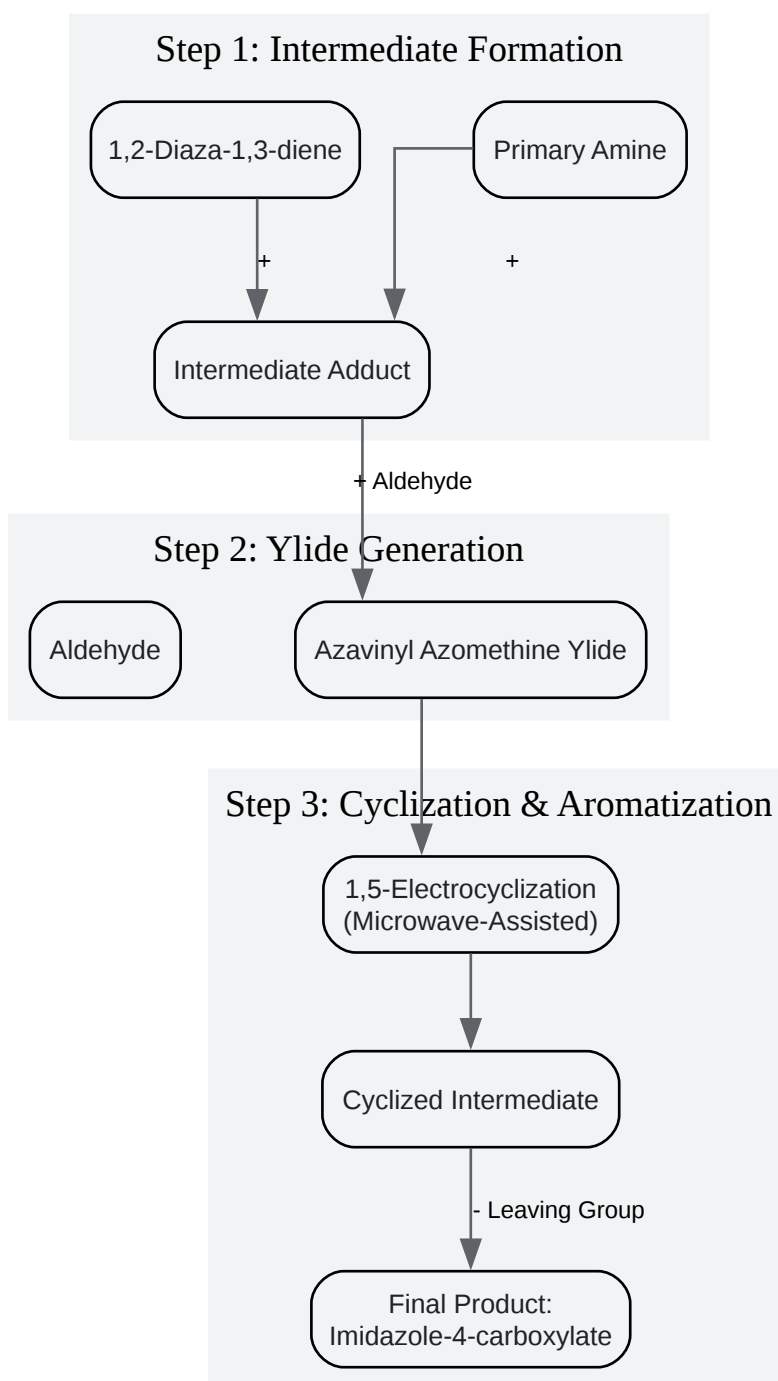 Step 1: Intermediate Formation
1,2-Diaza-1,3-diene
Primary Amine
+
+
Intermediate Adduct
+ Aldehyde
Step 2: Ylide Generation
Aldehyde
Azavinyl Azomethine Ylide
Step 3: Cyclization & Aromatization
1,5-Electrocyclization
(Microwave-Assisted)
Cyclized Intermediate
- Leaving Group
Final Product:
Imidazole-4-carboxylate